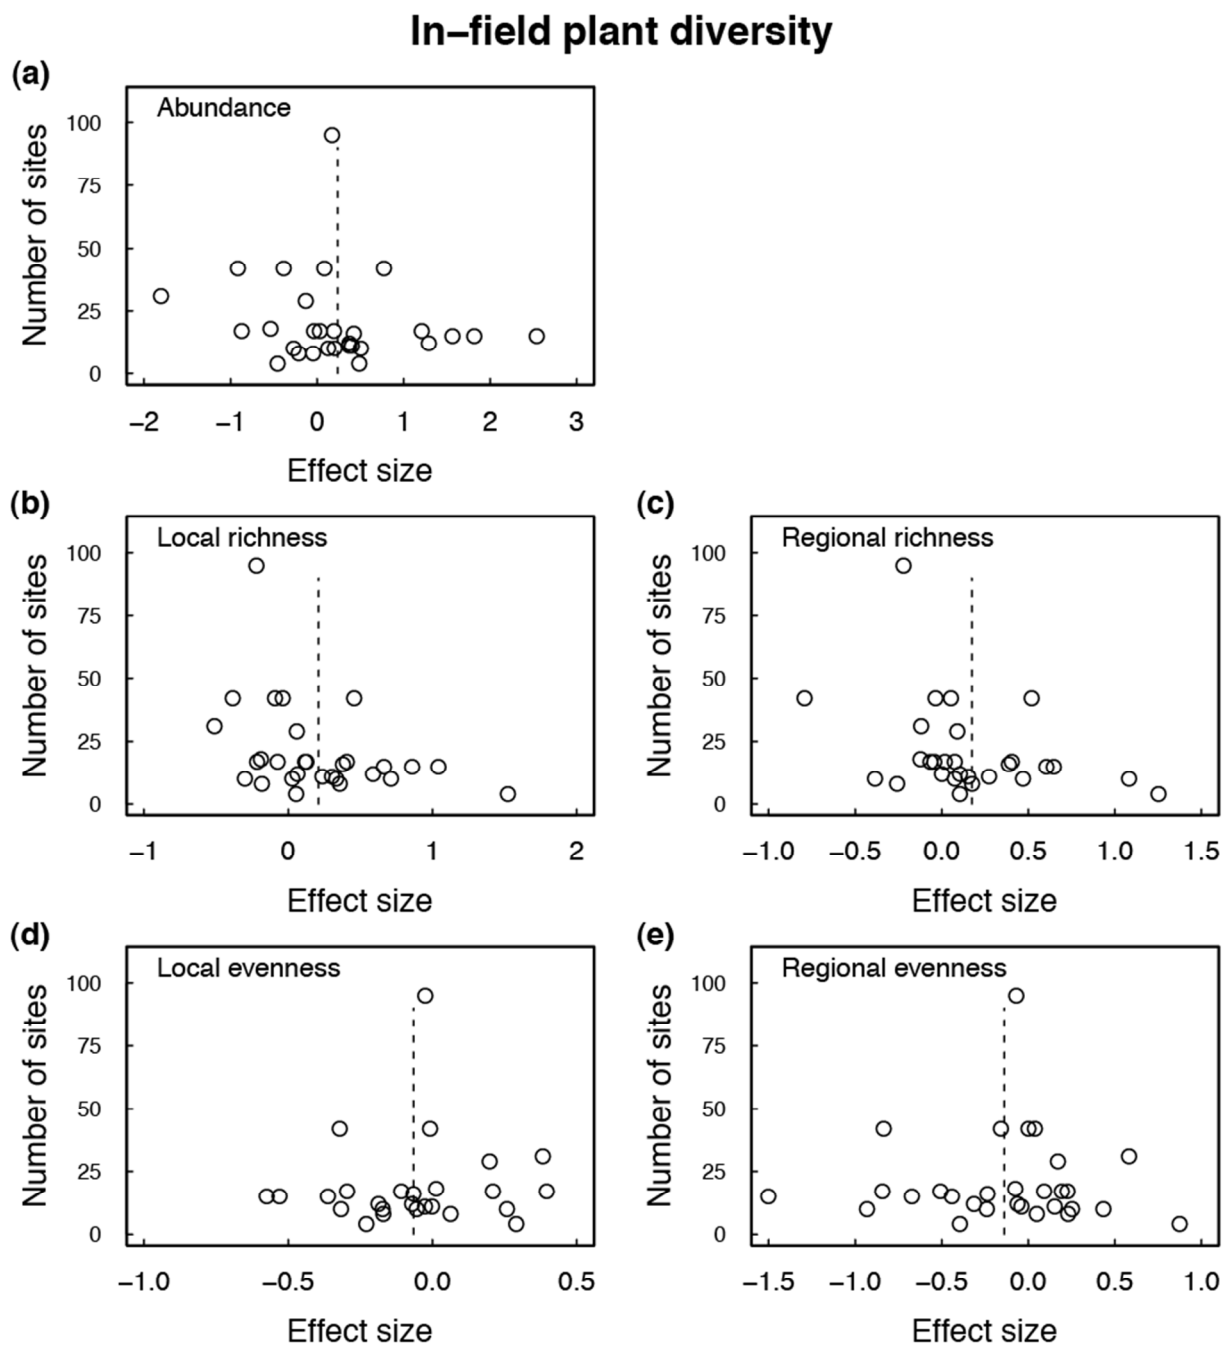 In–field plant diversity
(a)
Abundance
Number of sites
100
75
50
25
0
−2 −1 0 1 2 3
Effect size
(b)
Local richness
Number of sites
100
75
50
25
0
−1 0 1 2
Effect size
(c)
Regional richness
Number of sites
100
75
50
25
0
−1.0 −0.5 0.0 0.5 1.0 1.5
Effect size
(d)
Local evenness
Number of sites
100
75
50
25
0
−1.0 −0.5 0.0 0.5
Effect size
(e)
Regional evenness
Number of sites
100
75
50
25
0
−1.5 −1.0 −0.5 0.0 0.5 1.0
Effect size